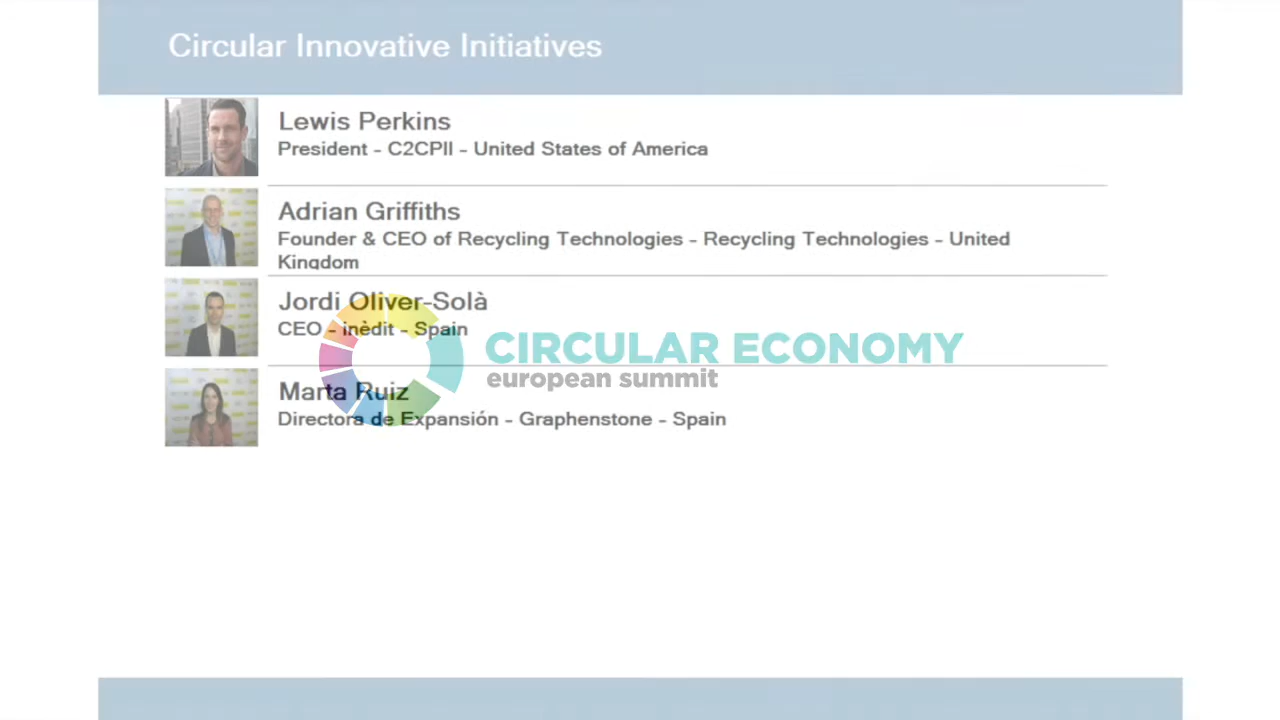 Circular Innovative Initiatives
Lewis Perkins
President - C2CPII - United States of America
Adrian Griffiths
Founder & CEO of Recycling Technologies - Recycling Technologies - United
Kingdom
Jordi Oliver-Solà
CEO - inèdit - Spain
CIRCULAR ECONOMY
european summit
Marta Ruiz
Directora de Expansión - Graphenstone - Spain